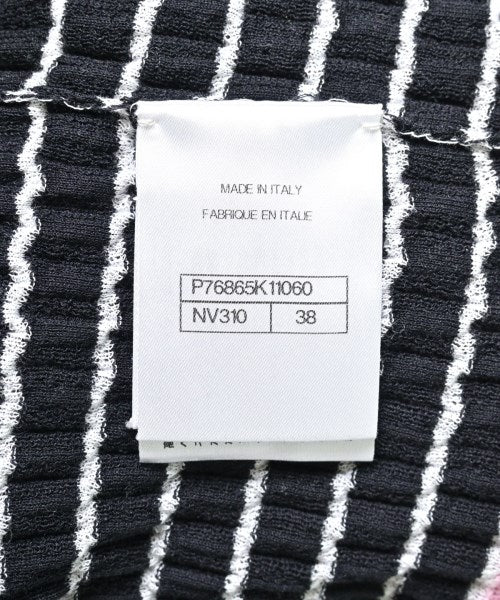 MADE IN ITALY
FABRIQUE EN ITALIE
P76865K11060
NV310 38